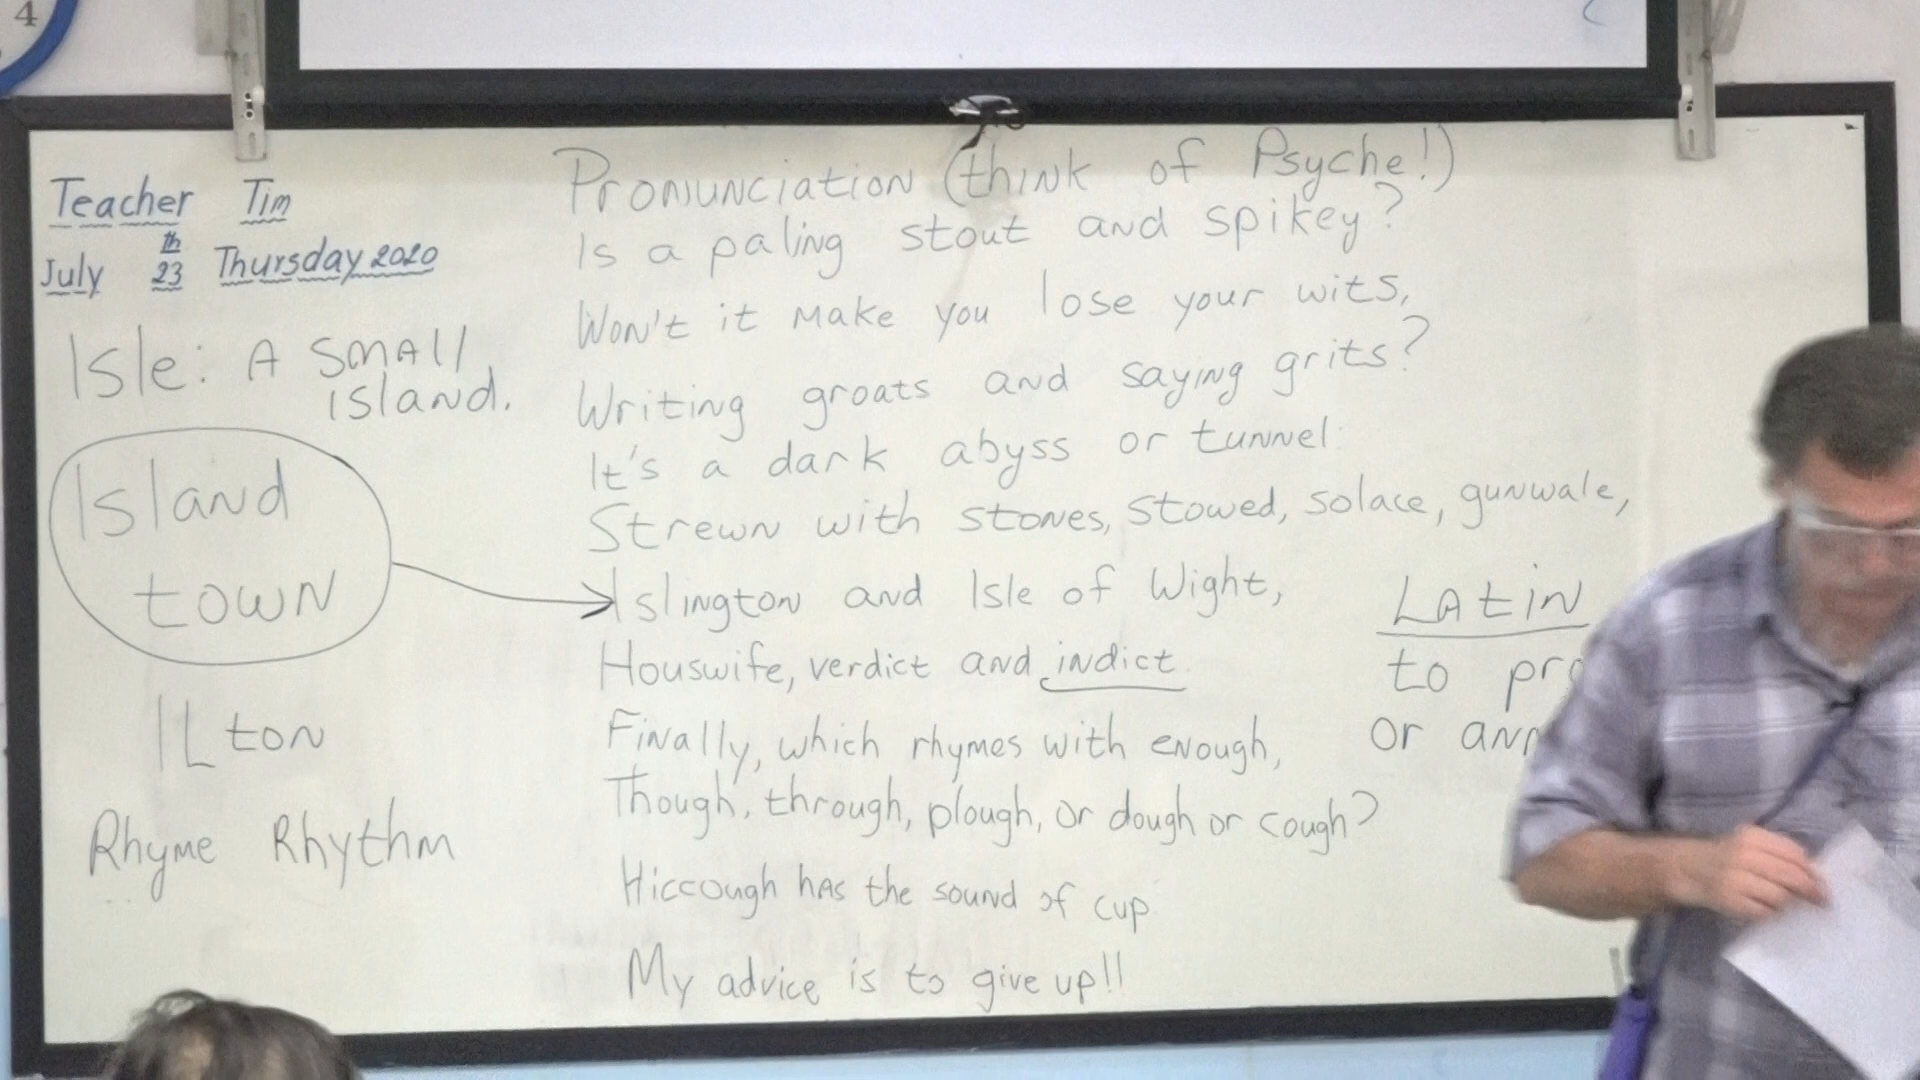 4
Teacher Tim
July 23th Thursday 2020
Isle: A small
island.
Island
town
ILton
Rhyme Rhythm
Pronunciation (think of Psyche!)
Is a paling stout and spikey?
Won't it make you lose your wits,
Writing groats and saying grits?
It's a dark abyss or tunnel:
Strewn with stones, stowed, solace, gunwale,
Islington and Isle of Wight,
Houswife, verdict and indict.
Finally, which rhymes with enough,
Though, through, plough, or dough or cough?
Hiccough has the sound of cup.
My advice is to give up!!
Latin
to
or